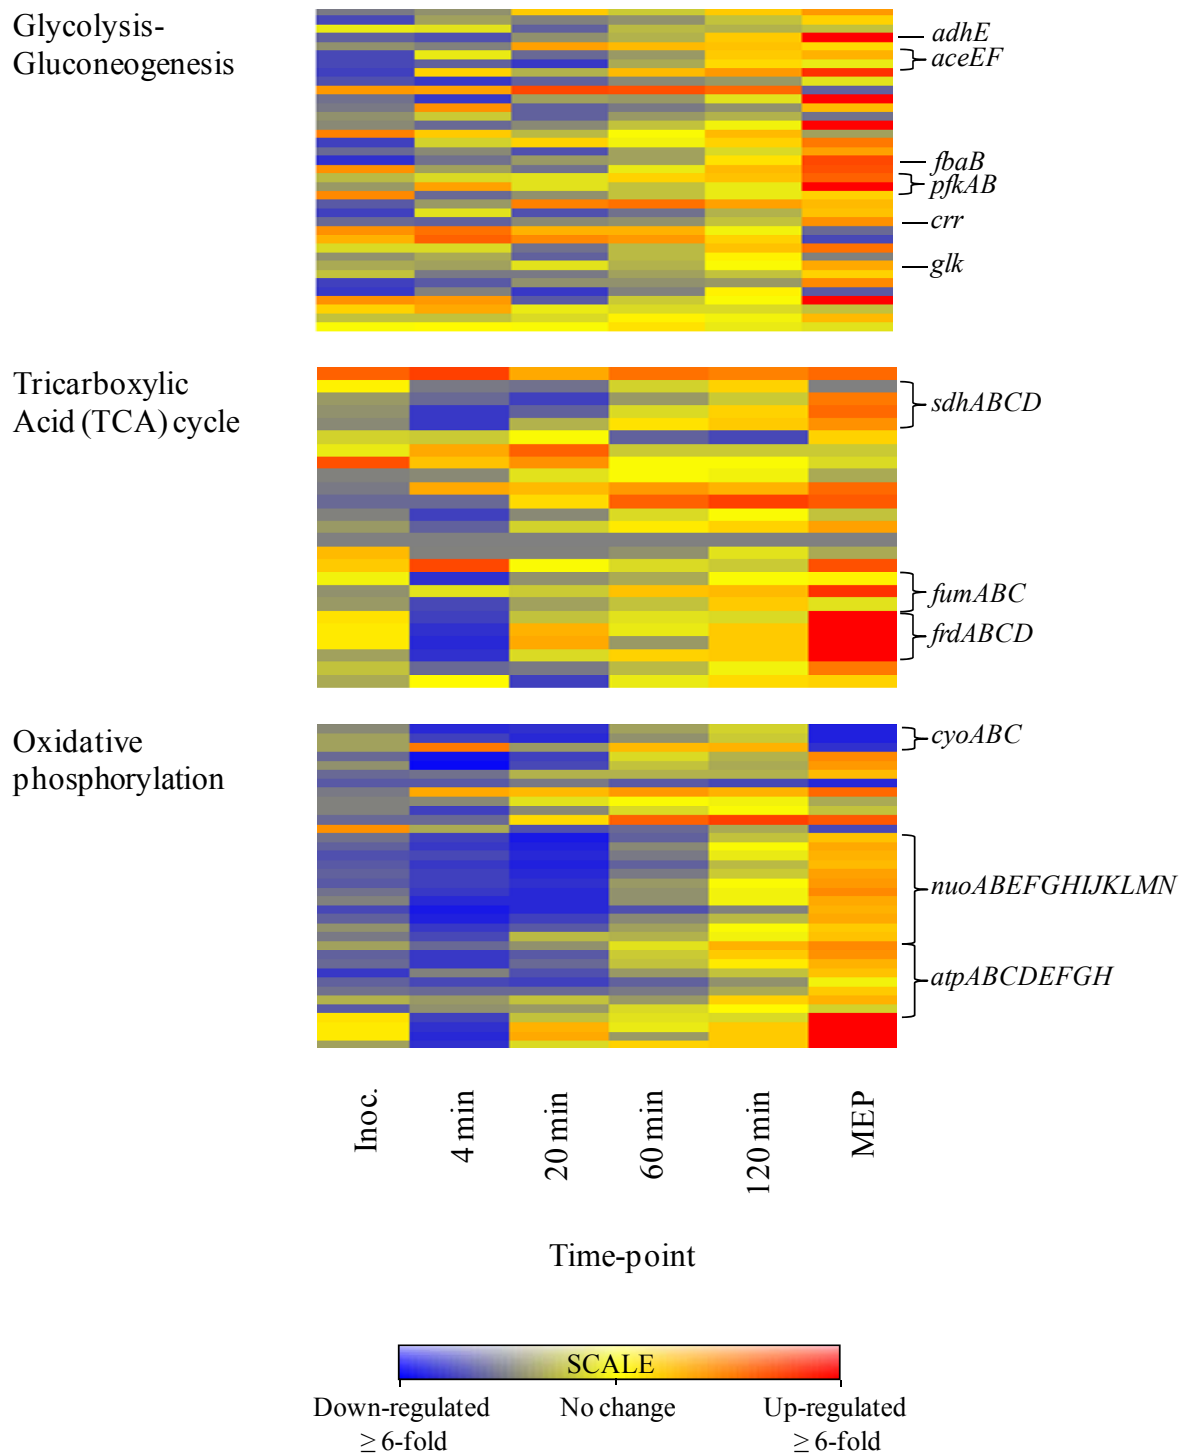 Glycolysis-
Gluconeogenesis
adhE
aceEF
fbaB
pfkAB
crr
glk
Tricarboxylic
Acid (TCA) cycle
sdhABCD
fumABC
frdABCD
Oxidative
phosphorylation
cyoABC
nuoABEFGHIJKLMN
atpABCDEFGH
Inoc.
4 min
20 min
60 min
120 min
MEP
Time-point
SCALE
Down-regulated
≥ 6-fold
No change
Up-regulated
≥ 6-fold